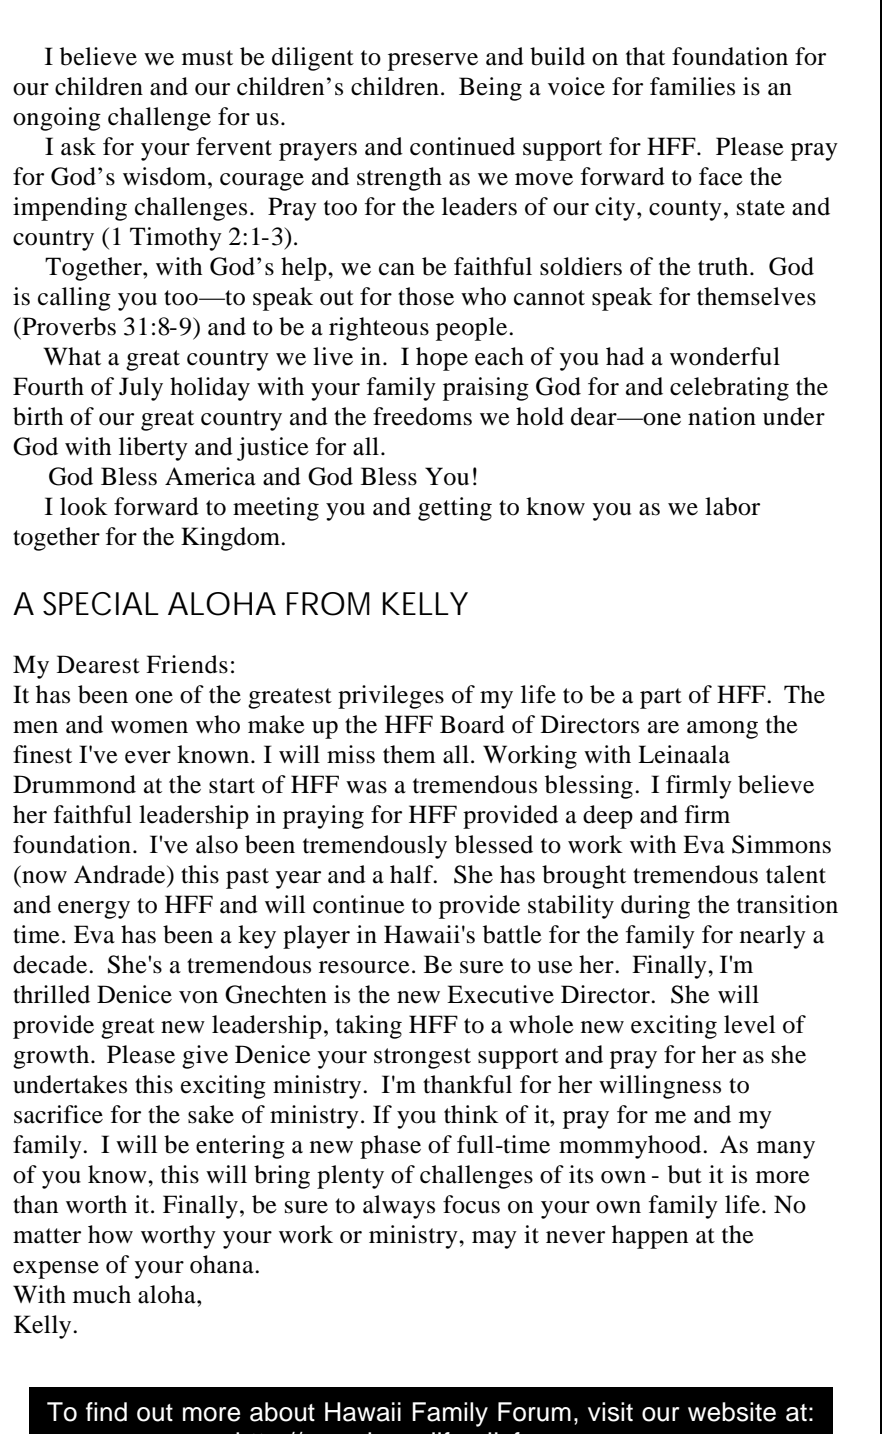 I believe we must be diligent to preserve and build on that foundation for
our children and our children’s children.  Being a voice for families is an
ongoing challenge for us.
I ask for your fervent prayers and continued support for HFF.  Please pray
for God’s wisdom, courage and strength as we move forward to face the
impending challenges.  Pray too for the leaders of our city, county, state and
country (1 Timothy 2:1-3).
Together, with God’s help, we can be faithful soldiers of the truth.  God
is calling you too—to speak out for those who cannot speak for themselves
(Proverbs 31:8-9) and to be a righteous people.
What a great country we live in.  I hope each of you had a wonderful
Fourth of July holiday with your family praising God for and celebrating the
birth of our great country and the freedoms we hold dear—one nation under
God with liberty and justice for all.
God Bless America and God Bless You!
I look forward to meeting you and getting to know you as we labor
together for the Kingdom.
A SPECIAL ALOHA FROM KELLY
My Dearest Friends:
It has been one of the greatest privileges of my life to be a part of HFF.  The
men and women who make up the HFF Board of Directors are among the
finest I've ever known. I will miss them all. Working with Leinaala
Drummond at the start of HFF was a tremendous blessing.  I firmly believe
her faithful leadership in praying for HFF provided a deep and firm
foundation.  I've also been tremendously blessed to work with Eva Simmons
(now Andrade) this past year and a half.  She has brought tremendous talent
and energy to HFF and will continue to provide stability during the transition
time. Eva has been a key player in Hawaii's battle for the family for nearly a
decade.  She's a tremendous resource. Be sure to use her.  Finally, I'm
thrilled Denice von Gnechten is the new Executive Director.  She will
provide great new leadership, taking HFF to a whole new exciting level of
growth.  Please give Denice your strongest support and pray for her as she
undertakes this exciting ministry.  I'm thankful for her willingness to
sacrifice for the sake of ministry. If you think of it, pray for me and my
family.  I will be entering a new phase of full-time mommyhood.  As many
of you know, this will bring plenty of challenges of its own - but it is more
than worth it. Finally, be sure to always focus on your own family life. No
matter how worthy your work or ministry, may it never happen at the
expense of your ohana.
With much aloha,
Kelly.
To find out more about Hawaii Family Forum, visit our website at: